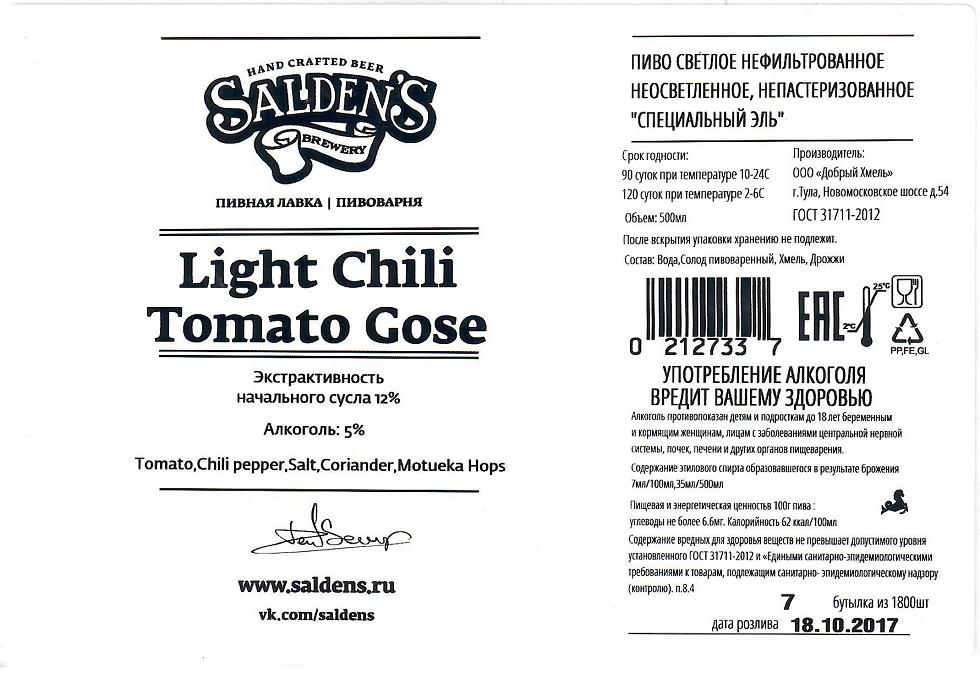 HAND CRAFTED BEER
SALDEN'S
BREWERY
ПИВНАЯ ЛАВКА | ПИВОВАРНЯ
Light Chili
Tomato Gose
Экстрактивность
начального сусла 12%
Алкоголь: 5%
Tomato,Chili pepper,Salt,Coriander,Motueka Hops
www.saldens.ru
vk.com/saldens
ПИВО СВЕТЛОЕ НЕФИЛЬТРОВАННОЕ
НЕОСВЕТЛЕННОЕ, НЕПАСТЕРИЗОВАННОЕ
"СПЕЦИАЛЬНЫЙ ЭЛЬ"
Срок годности:
90 суток при температуре 10-24С
120 суток при температуре 2-6С
Объем: 500мл
Производитель:
ООО «Добрый Хмель»
г.Тула, Новомосковское шоссе д.54
ГОСТ 31711-2012
После вскрытия упаковки хранению не подлежит.
Состав: Вода,Солод пивоваренный, Хмель, Дрожжи
0 212733 7
EAC
25°C
2°C
PP,FE,GL
УПОТРЕБЛЕНИЕ АЛКОГОЛЯ
ВРЕДИТ ВАШЕМУ ЗДОРОВЬЮ
Алкоголь противопоказан детям и подросткам до 18 лет беременным
и кормящим женщинам, лицам с заболеваниями центральной нервной
системы, почек, печени и других органов пищеварения.
Содержание этилового спирта образовавшегося в результате брожения
7мл/100мл,35мл/500мл
Пищевая и энергетическая ценностьв 100г пива :
углеводы не более 6.6мг. Калорийность 62 ккал/100мл
Содержание вредных для здоровья веществ не превышает допустимого уровня
установленного ГОСТ 31711-2012 и «Едиными санитарно-эпидемиологическими
требованиями к товарам, подлежащим санитарно- эпидемиологическому надзору
(контролю). п.8.4
7 бутылка из 1800шт
дата розлива 18.10.2017